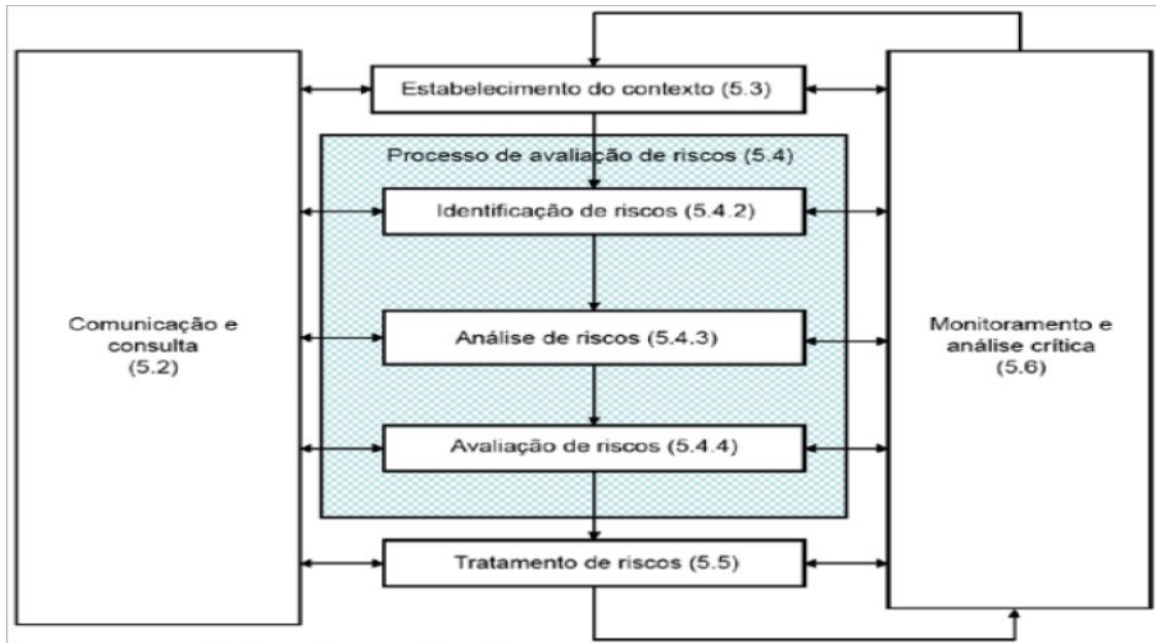 Estabelecimento do contexto (5.3)
Processo de avaliação de riscos (5.4)
Identificação de riscos (5.4.2)
Comunicação e
consulta
(5.2)
Análise de riscos (5.4.3)
Monitoramento e
análise crítica
(5.6)
Avaliação de riscos (5.4.4)
Tratamento de riscos (5.5)